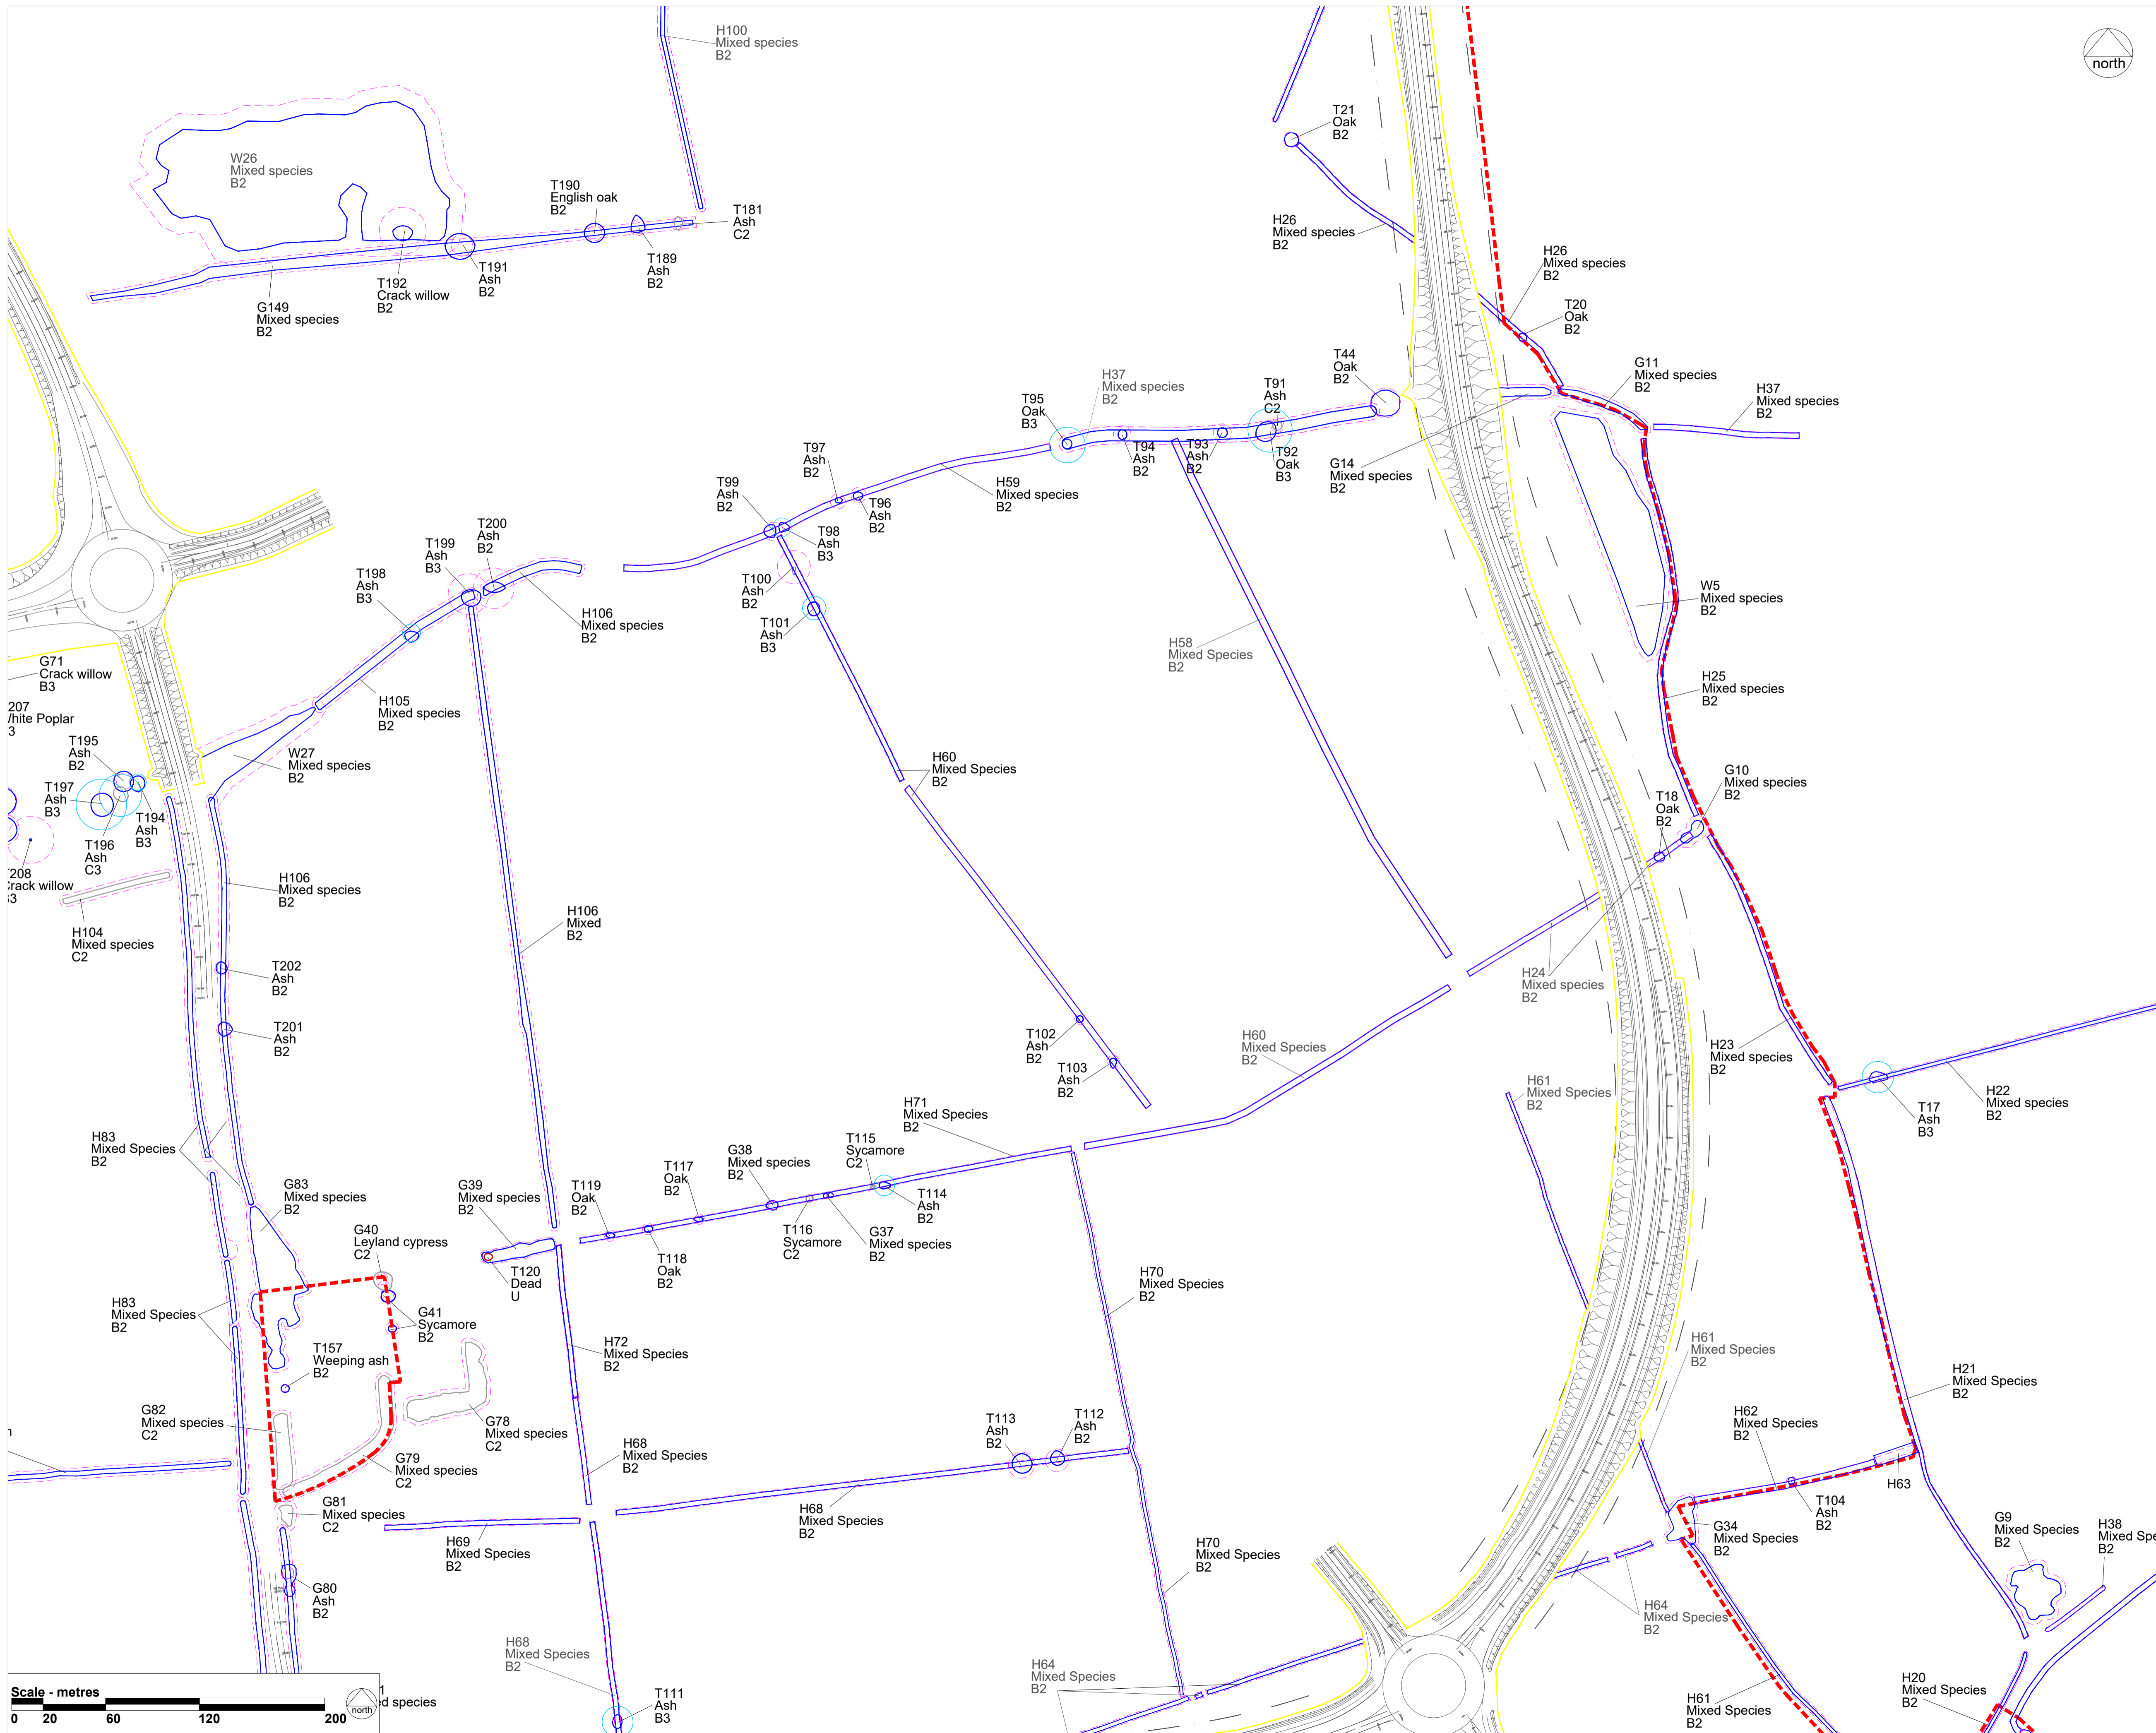 H100
Mixed species
B2
north
T21
Oak
B2
W26
Mixed species
B2
T190
English oak
B2
T181
Ash
C2
H26
Mixed species
B2
T189
Ash
B2
T191
Ash
B2
T192
Crack willow
B2
G149
Mixed species
B2
H26
Mixed species
B2
T20
Oak
B2
T44
Oak
B2
G11
Mixed species
B2
H37
Mixed species
B2
H37
Mixed species
B2
T91
Ash
C2
T95
Oak
B3
T94
Ash
B2
T93
Ash
B2
T92
Oak
B3
G14
Mixed species
B2
T97
Ash
B2
T96
Ash
B2
H59
Mixed species
B2
T99
Ash
B2
T98
Ash
B3
T200
Ash
B2
T199
Ash
B3
T198
Ash
B3
T100
Ash
B2
T101
Ash
B3
H106
Mixed species
B2
W5
Mixed species
B2
H58
Mixed Species
B2
G71
Crack willow
B3
H25
Mixed species
B2
H105
Mixed species
B2
207
White Poplar
3
T195
Ash
B2
W27
Mixed species
B2
H60
Mixed Species
B2
G10
Mixed species
B2
T197
Ash
B3
T18
Oak
B2
T194
Ash
B3
T196
Ash
C3
208
rack willow
3
H106
Mixed species
B2
H106
Mixed
B2
H104
Mixed species
C2
T202
Ash
B2
H24
Mixed species
B2
T201
Ash
B2
T102
Ash
B2
H60
Mixed Species
B2
H23
Mixed species
B2
T103
Ash
B2
H61
Mixed Species
B2
H22
Mixed species
B2
T17
Ash
B3
H71
Mixed Species
B2
H83
Mixed Species
B2
T115
Sycamore
C2
G38
Mixed species
B2
T117
Oak
B2
T119
Oak
B2
G39
Mixed species
B2
G83
Mixed species
B2
T114
Ash
B2
G40
Leyland cypress
C2
T116
Sycamore
C2
G37
Mixed species
B2
T118
Oak
B2
T120
Dead
U
H70
Mixed Species
B2
H83
Mixed Species
B2
G41
Sycamore
B2
T157
Weeping ash
B2
H72
Mixed Species
B2
H61
Mixed Species
B2
H21
Mixed Species
B2
G82
Mixed species
C2
G78
Mixed species
C2
H62
Mixed Species
B2
T113
Ash
B2
T112
Ash
B2
H68
Mixed Species
B2
G79
Mixed species
C2
H63
G81
Mixed species
C2
H68
Mixed Species
B2
T104
Ash
B2
G34
Mixed Species
B2
G9
Mixed Species
B2
H38
Mixed Spe
B2
H69
Mixed Species
B2
H70
Mixed Species
B2
G80
Ash
B2
H64
Mixed Species
B2
H68
Mixed Species
B2
H64
Mixed Species
B2
H20
Mixed Species
B2
T111
Ash
B3
H61
Mixed Species
B2
1
ed species
Scale - metres
0 20 60 120 200
north